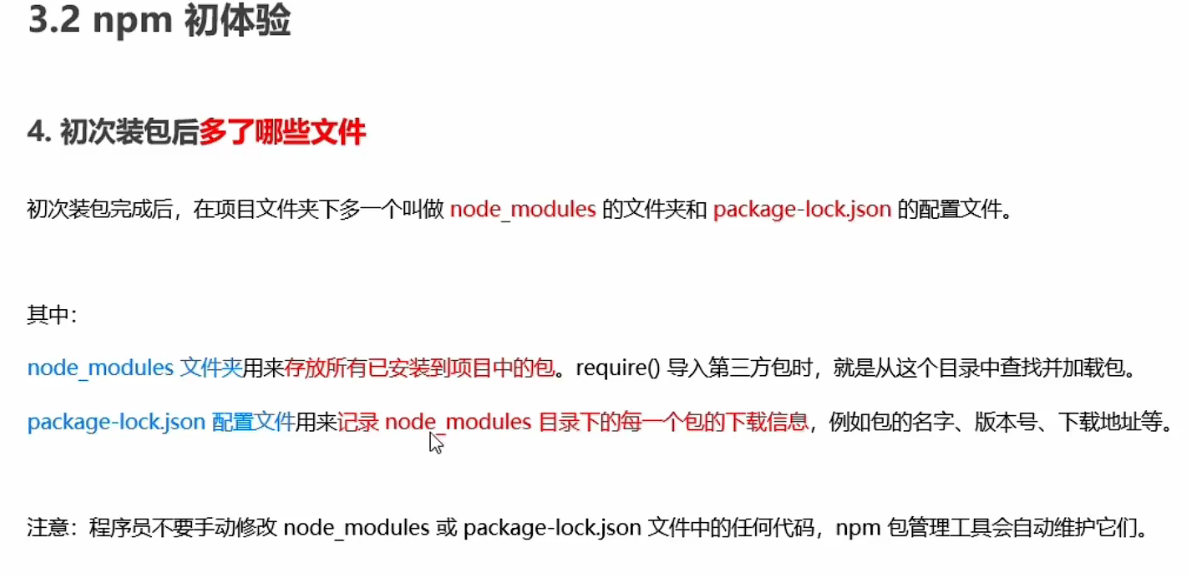 3.2 npm 初体验
4. 初次装包后多了哪些文件
初次装包完成后，在项目文件夹下多一个叫做 node_modules 的文件夹和 package-lock.json 的配置文件。
其中：
node_modules 文件夹用来存放所有已安装到项目中的包。require() 导入第三方包时，就是从这个目录中查找并加载包。
package-lock.json 配置文件用来记录 node_modules 目录下的每一个包的下载信息，例如包的名字、版本号、下载地址等。
注意：程序员不要手动修改 node_modules 或 package-lock.json 文件中的任何代码，npm 包管理工具会自动维护它们。